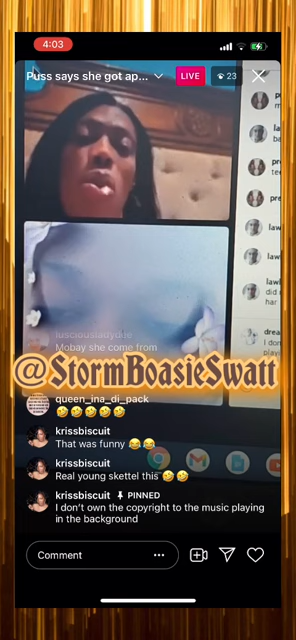 4:03
Puss says she got ap...
LIVE
23
lusciousladydee
Mobay she come from
@StormBoasieSwatt
queen_ina_di_pack
🤣🤣🤣🤣🤣
krissbiscuit
That was funny 😂😂
krissbiscuit
Real young skettel this 🤣🤣
krissbiscuit PINNED
I don't own the copyright to the music playing
in the background
Comment